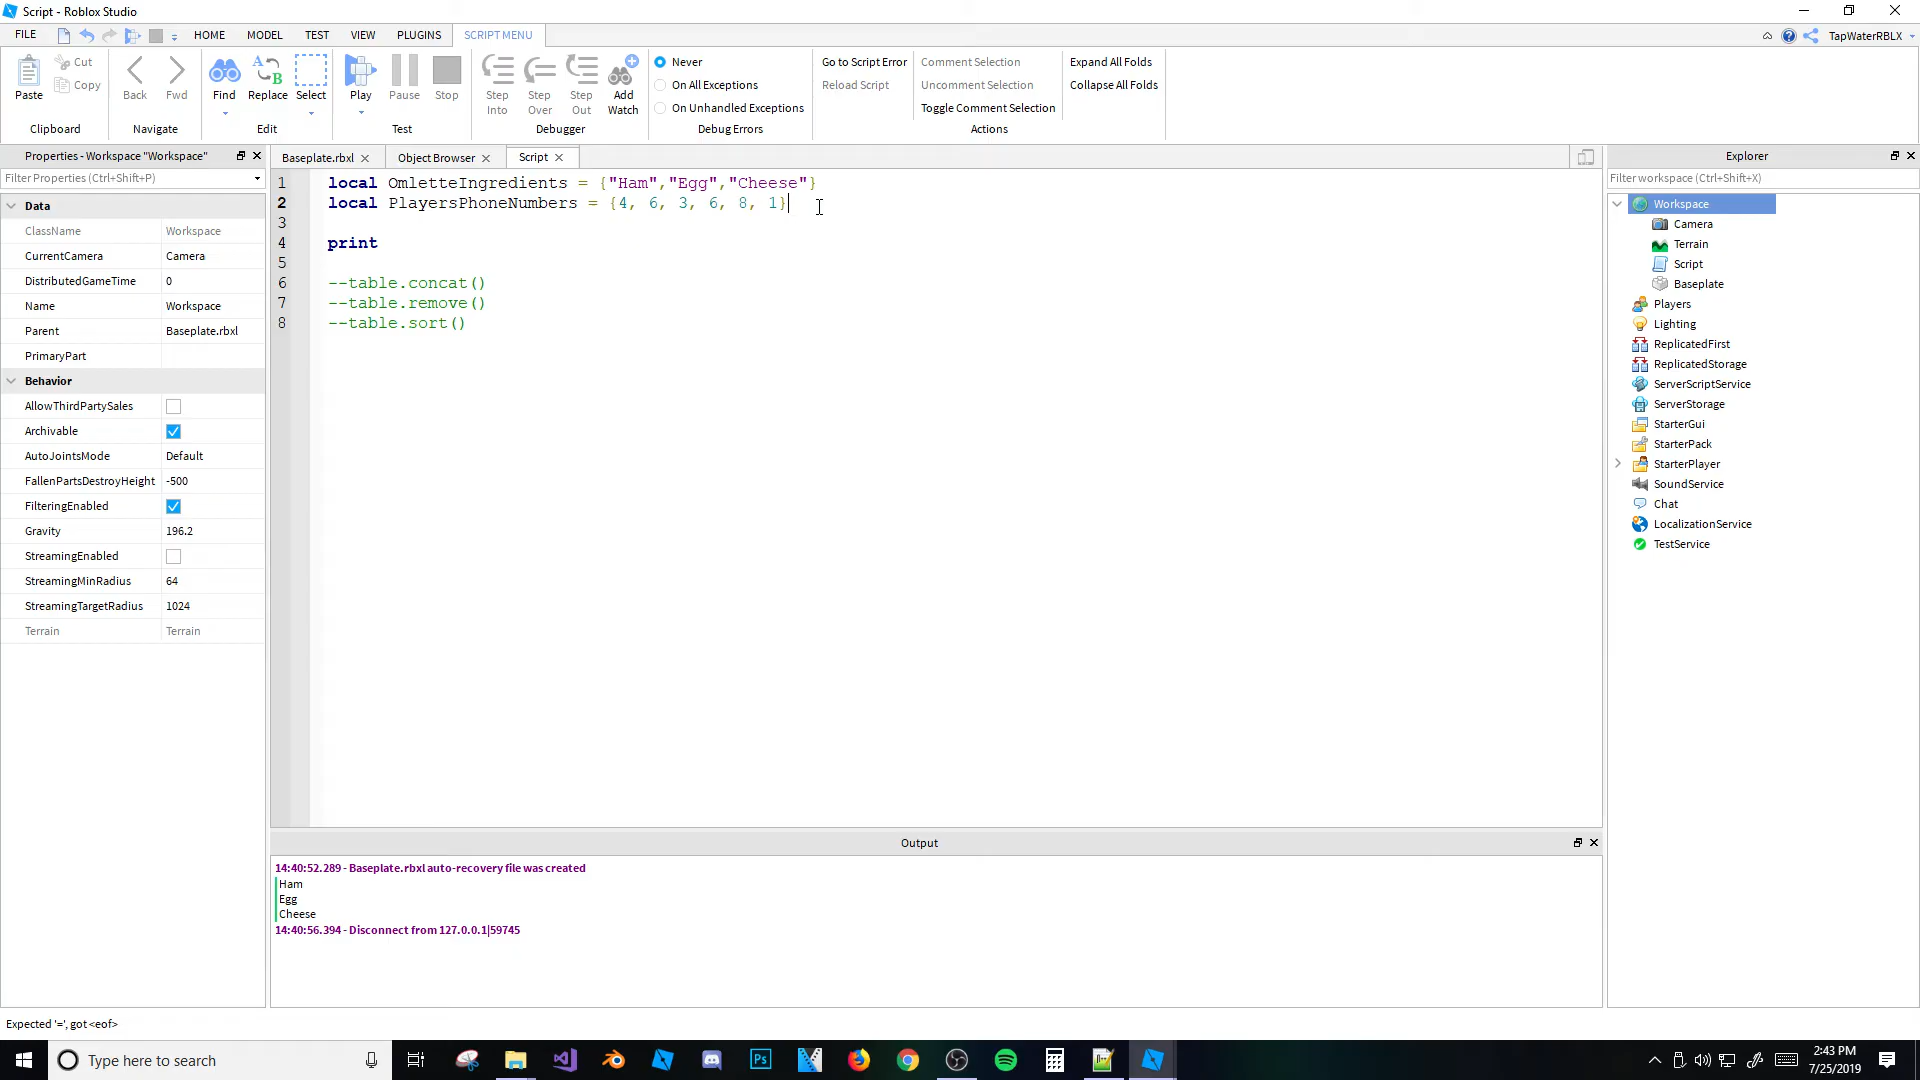 Script - Roblox Studio
FILE HOME MODEL TEST VIEW PLUGINS SCRIPT MENU TapWaterRBLX
Paste Cut Copy
Clipboard
Back Fwd
Navigate
Find Replace Select
Edit
Play Pause Stop
Test
Step Into Step Over Step Out Add Watch
Debugger
Never
On All Exceptions
On Unhandled Exceptions
Debug Errors
Go to Script Error Comment Selection Expand All Folds
Reload Script Uncomment Selection Collapse All Folds
Toggle Comment Selection
Actions
Properties - Workspace "Workspace"
Filter Properties (Ctrl+Shift+P)
Data
ClassName Workspace
CurrentCamera Camera
DistributedGameTime 0
Name Workspace
Parent Baseplate.rbxl
PrimaryPart
Behavior
AllowThirdPartySales
Archivable
AutoJointsMode Default
FallenPartsDestroyHeight -500
FilteringEnabled
Gravity 196.2
StreamingEnabled
StreamingMinRadius 64
StreamingTargetRadius 1024
Terrain Terrain
Baseplate.rbxl Object Browser Script
1 local OmletteIngredients = {"Ham","Egg","Cheese"}
2 local PlayersPhoneNumbers = {4, 6, 3, 6, 8, 1}
3
4 print
5
6 --table.concat()
7 --table.remove()
8 --table.sort()
Output
14:40:52.289 - Baseplate.rbxl auto-recovery file was created
Ham
Egg
Cheese
14:40:56.394 - Disconnect from 127.0.0.1|59745
Explorer
Filter workspace (Ctrl+Shift+X)
Workspace
Camera
Terrain
Script
Baseplate
Players
Lighting
ReplicatedFirst
ReplicatedStorage
ServerScriptService
ServerStorage
StarterGui
StarterPack
StarterPlayer
SoundService
Chat
LocalizationService
TestService
Expected '=', got <eof>
Type here to search
Ps
2:43 PM
7/25/2019